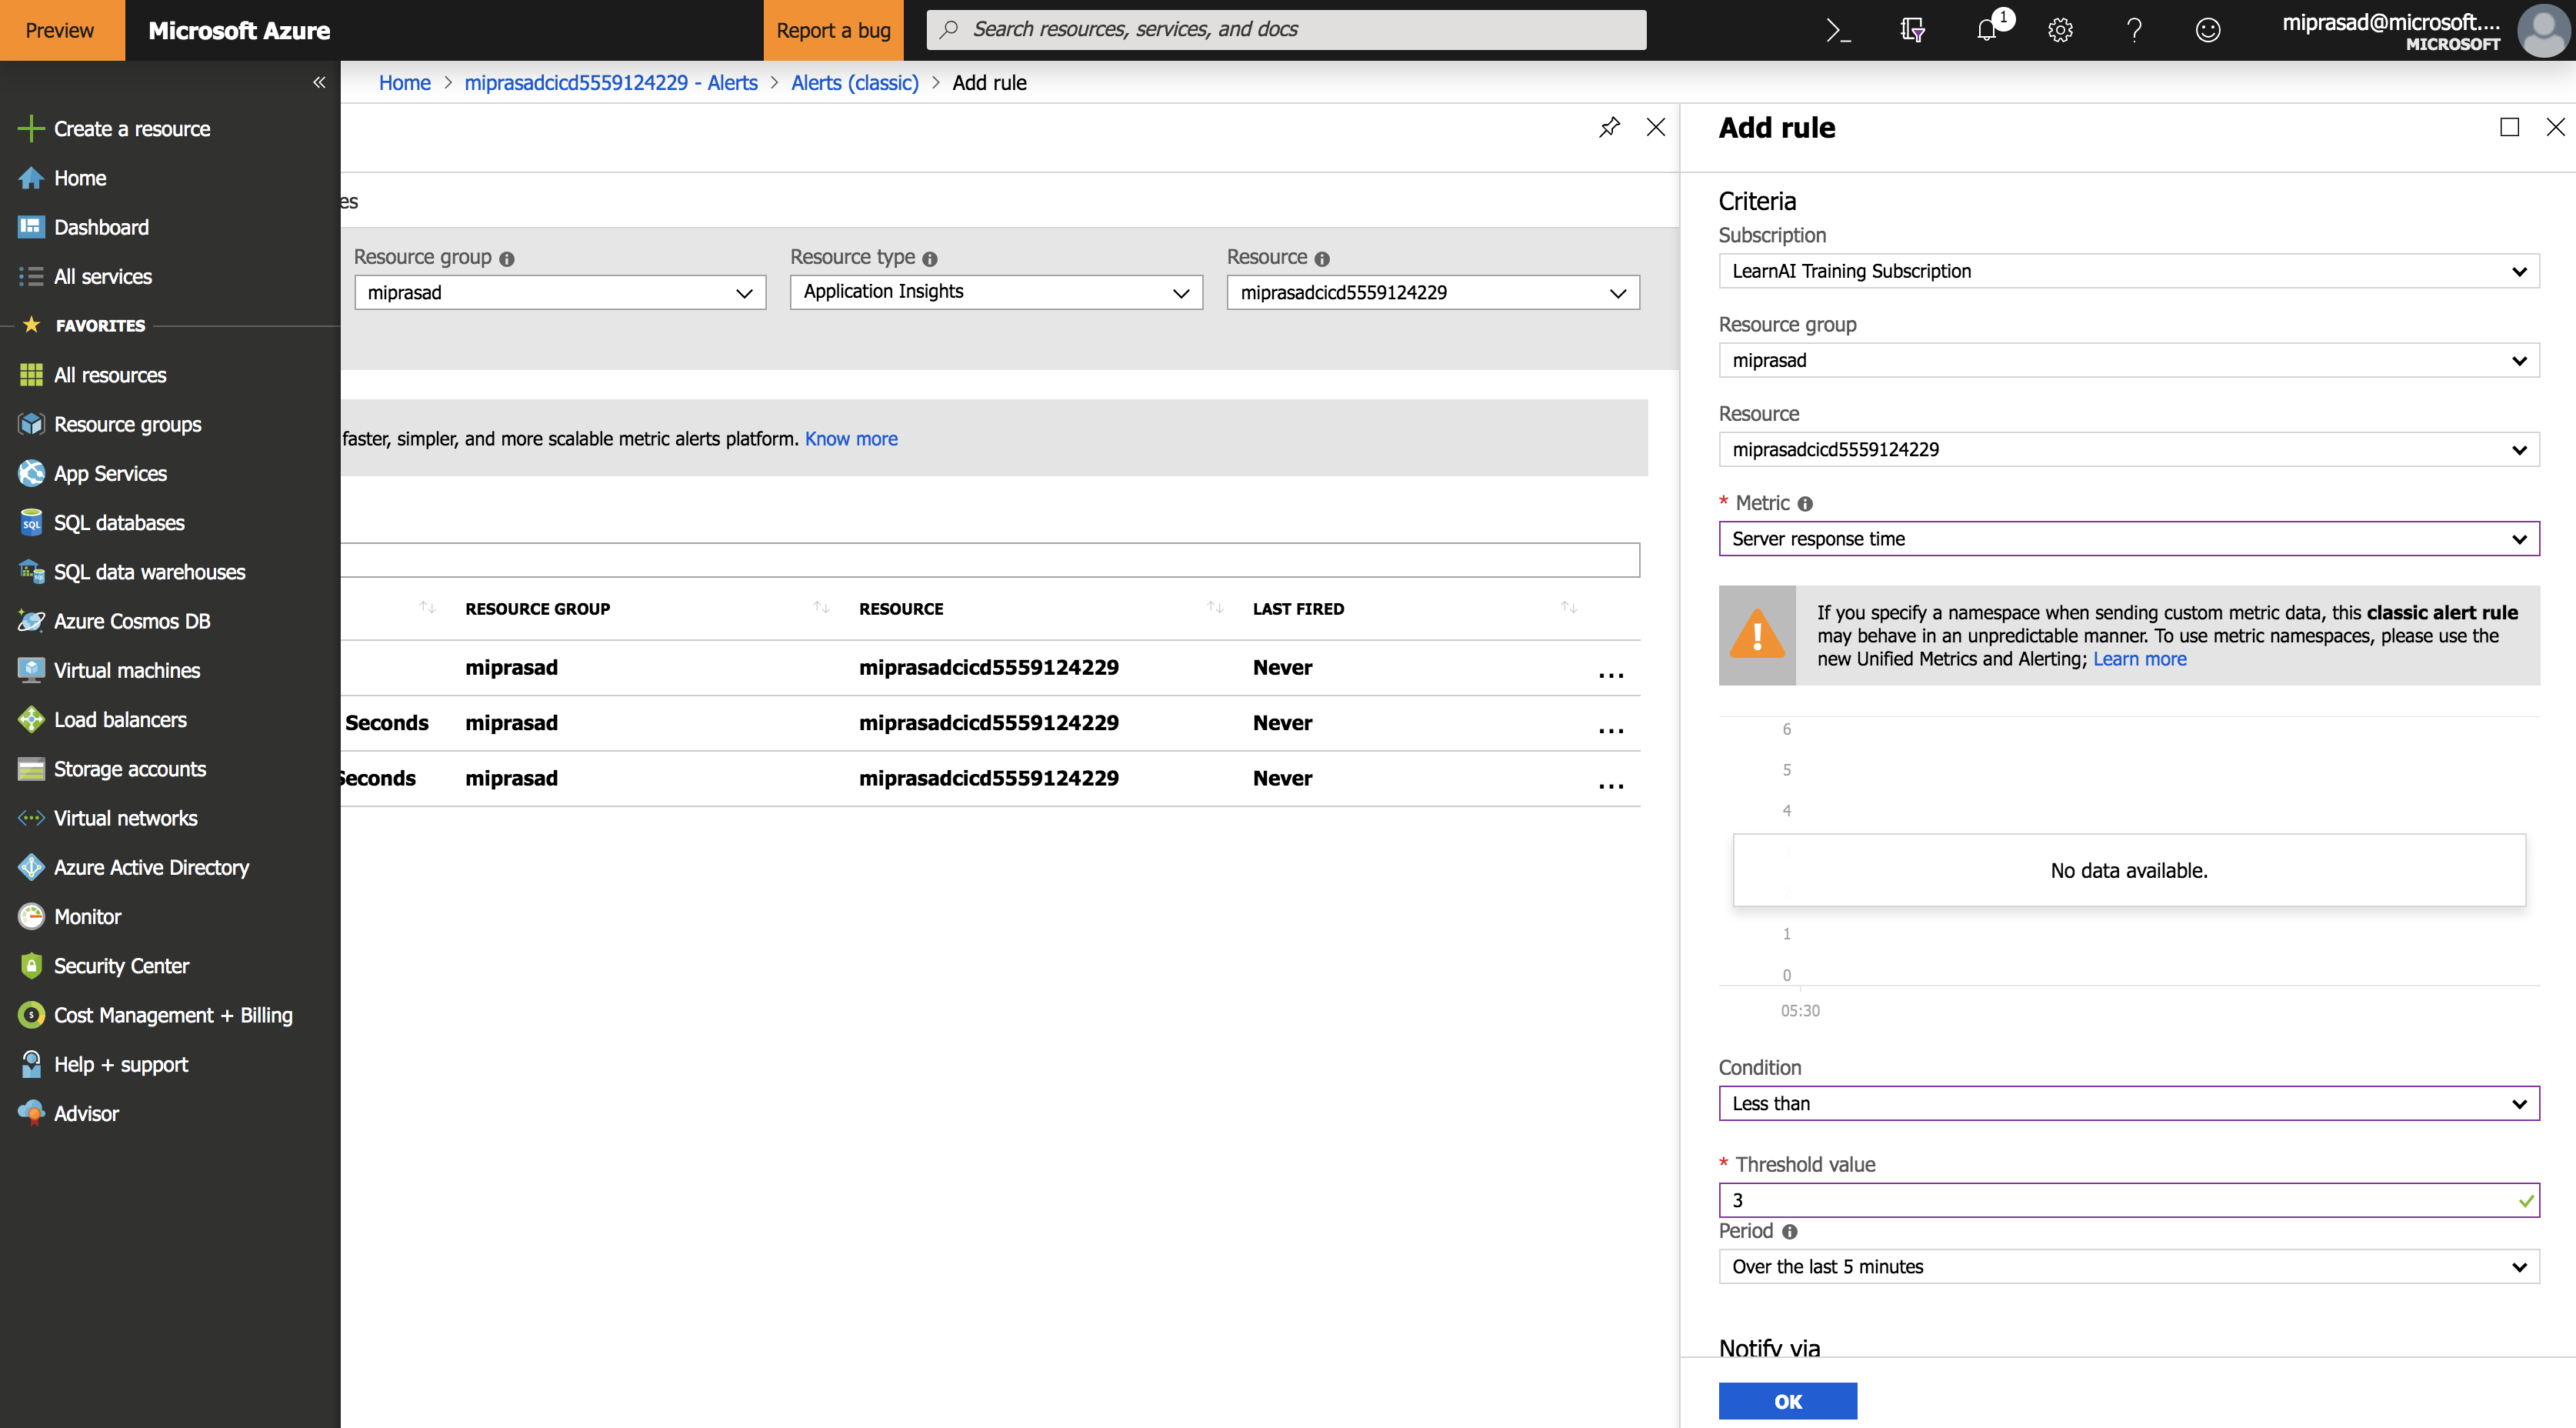 Preview
Microsoft Azure
Report a bug
Search resources, services, and docs
1
miprasad@microsoft....
MICROSOFT
Home > miprasadcicd5559124229 - Alerts > Alerts (classic) > Add rule
Create a resource
Home
Dashboard
All services
FAVORITES
All resources
Resource groups
App Services
SQL databases
SQL data warehouses
Azure Cosmos DB
Virtual machines
Load balancers
Storage accounts
Virtual networks
Azure Active Directory
Monitor
Security Center
Cost Management + Billing
Help + support
Advisor
es
Resource group
miprasad
Resource type
Application Insights
Resource
miprasadcicd5559124229
faster, simpler, and more scalable metric alerts platform. Know more
RESOURCE GROUP RESOURCE LAST FIRED
miprasad miprasadcicd5559124229 Never ...
Seconds miprasad miprasadcicd5559124229 Never ...
Seconds miprasad miprasadcicd5559124229 Never ...
Add rule
Criteria
Subscription
LearnAI Training Subscription
Resource group
miprasad
Resource
miprasadcicd5559124229
* Metric
Server response time
If you specify a namespace when sending custom metric data, this classic alert rule
may behave in an unpredictable manner. To use metric namespaces, please use the
new Unified Metrics and Alerting; Learn more
6
5
4
No data available.
1
0
05:30
Condition
Less than
* Threshold value
3
Period
Over the last 5 minutes
Notify via
OK